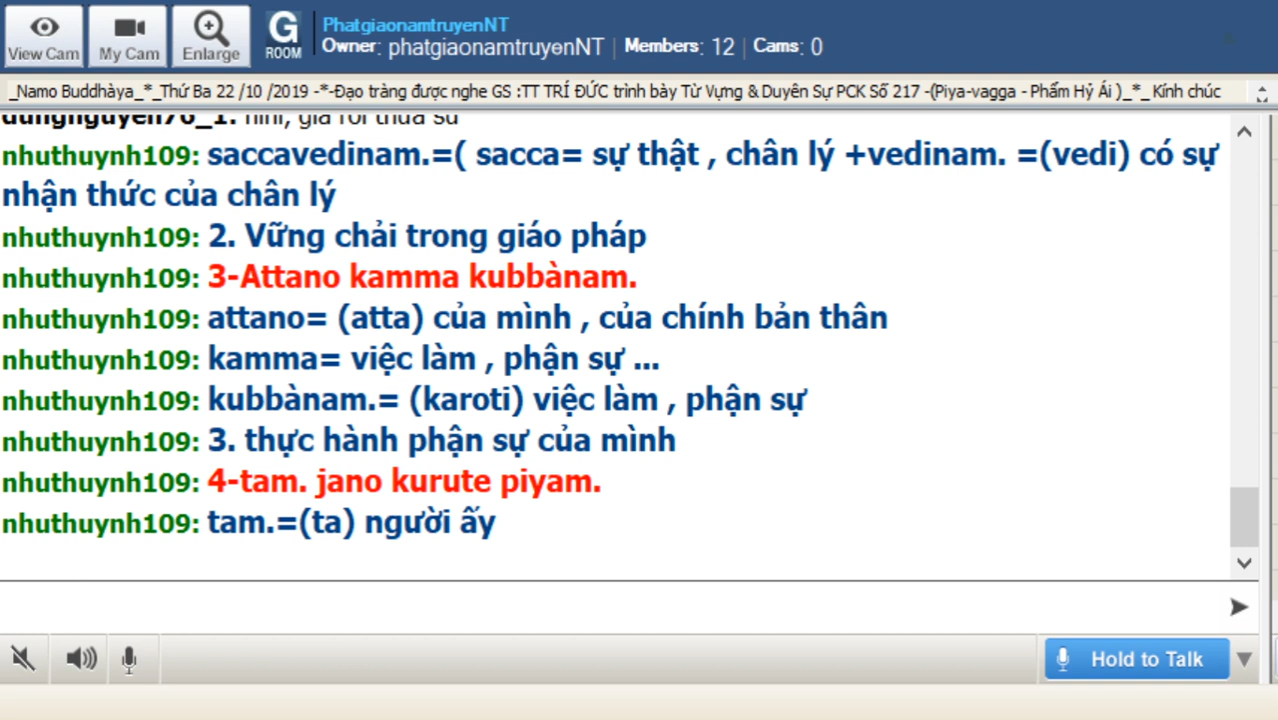 View Cam
My Cam
Enlarge
G
ROOM
PhatgiaonamtruyenNT
Owner: phatgiaonamtruyenNT | Members: 12 | Cams: 0
_Namo Buddhàya_*_Thứ Ba 22 /10 /2019 -*-Đạo tràng được nghe GS :TT TRÍ ĐỨC trình bày Từ Vựng & Duyên Sự PCK Số 217 -(Piya-vagga - Phẩm Hỷ Ái )_*_ Kính chúc
dungnguyen76_1:
nhuthuynh109: saccavedinam.=( sacca= sự thật , chân lý +vedinam. =(vedi) có sự
nhận thức của chân lý
nhuthuynh109: 2. Vững chải trong giáo pháp
nhuthuynh109: 3-Attano kamma kubbànam.
nhuthuynh109: attano= (atta) của mình , của chính bản thân
nhuthuynh109: kamma= việc làm , phận sự ...
nhuthuynh109: kubbànam.= (karoti) việc làm , phận sự
nhuthuynh109: 3. thực hành phận sự của mình
nhuthuynh109: 4-tam. jano kurute piyam.
nhuthuynh109: tam.=(ta) người ấy
Hold to Talk